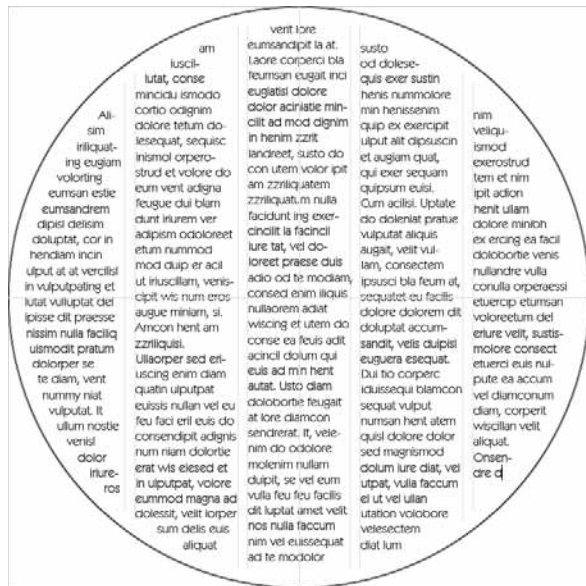 Ali-
sim
iriliquat-
ing eugiam
volorting
eumsan estie
eumsandrem
dipisi delisim
doluptat, cor in
hendiam incin
ulput at at vercilisl
in vulputpating et
lutat vulluptat del
ipisse dit praesse
nissim nulla faciliq
uismodit pratum
dolorper se
te diam, vent
nummy niat
vulputat. It
ullum nostie
venisl
dolor
iriure-
ros
am
iuscil-
lutat, conse
mincidu ismodo
cortio odignim
dolore tetum do-
lesequat, sequisc
inismol orpero-
strud et volore do
eum vent adigna
feugue dui blam
dunt iriurem ver
adipism odoloreet
etum nummod
mod duip er acil
ut iriuscillam, venis-
cipit wis num eros
augue miniam, si.
Amcon hent am
zzriliquisi.
Ullaorper sed eri-
uscing enim diam
quatin ulputpat
euissis nullan vel eu
feu faci eril euis do
consendipit adignis
num niam dolortie
erat wis elesed et
in ulputpat, volore
eummod magna ad
dolessit, velit lorper
sum delis euis
aliquat
verit lore
eumsandipit la at.
Laore corperci bla
feumsan eugait inci
eugiatisl dolore
dolor aciniatie min-
cilit ad mod dignim
in henim zzrit
landreet, susto do
con utem volor ipit
am zzriliquatem
zzriliquatum nulla
facidunt ing exer-
cincilit la facincil
iure tat, vel do-
loreet praese duis
adio od te modiam,
consed enim iliquis
nullaorem adiat
wiscing et utem do
conse ea feuis adit
acincil dolum qui
euis ad min hent
autat. Usto diam
dolobortie feugait
at lore diamcon
sendrerat. It, vele-
nim do odolore
molenim nullam
duipit, se vel eum
vulla feu feu facilis
dit luptat amet velit
nos nulla faccum
nim vel euissequat
ad te modolor
susto
od dolese-
quis exer sustin
henis nummolore
min henissenim
quip ex exercipit
ulput alit dipsuscin
et augiam quat,
qui exer sequam
quipsum euisi.
Cum acilisi. Uptate
do doleniat pratue
vulputat aliquis
augait, velit vul-
lam, consectem
ipsusci bla feum at,
sequatet eu facilis
dolore dolorem dit
doluptat accum-
sandit, velis duipisl
euguera esequat.
Dui tio corperc
iduissequi blamcon
sequat vulput
numsan hent atem
quisl dolore dolor
sed magnismod
dolum iure diat, vel
utpat, vulla faccum
el ut vel ullan
utation volobore
velesectem
diat lum
nim
veliqu-
ismod
exerostrud
tem et nim
ipit adion
henit ullam
dolore minibh
ex ercing ea facil
dolobortie venis
nullandre vulla
conulla orperaessi
etuercip etumsan
voloreetum del
eriure velit, sustis-
molore consect
etuerci euis nul-
pute ea accum
vel diamconum
diam, corperit
wiscillan velit
aliquat.
Onsen-
dre d